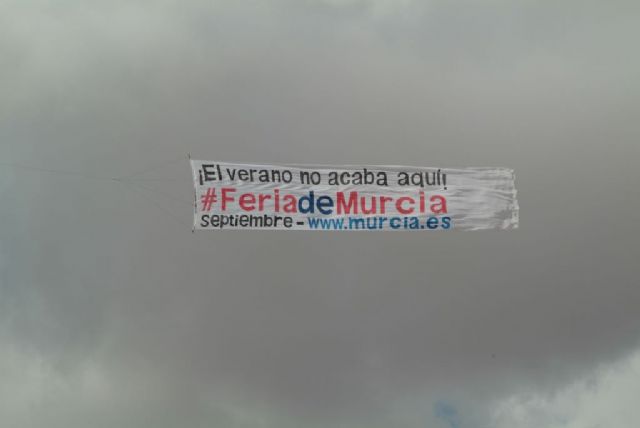 ¡El verano no acaba aquí!
#FeriadeMurcia
septiembre - www.murcia.es